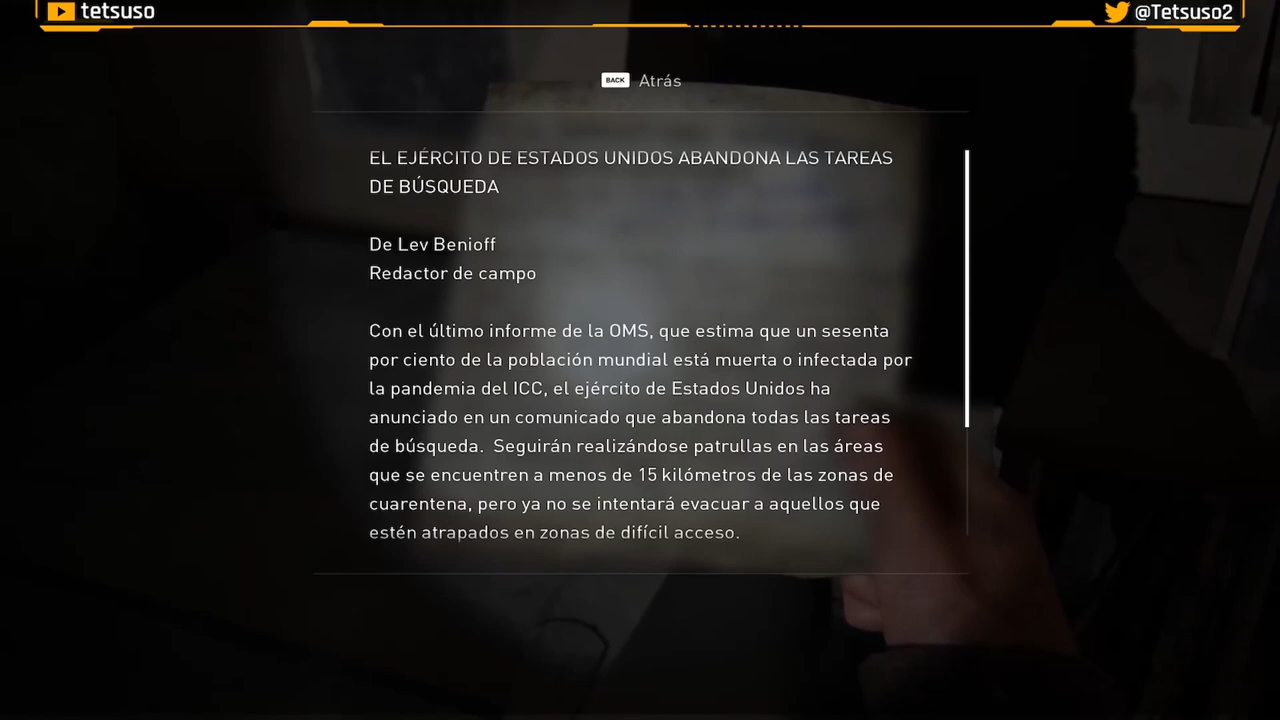 tetsuso
@Tetsuso2
BACK Atrás
EL EJÉRCITO DE ESTADOS UNIDOS ABANDONA LAS TAREAS
DE BÚSQUEDA
De Lev Benioff
Redactor de campo
Con el último informe de la OMS, que estima que un sesenta
por ciento de la población mundial está muerta o infectada por
la pandemia del ICC, el ejército de Estados Unidos ha
anunciado en un comunicado que abandona todas las tareas
de búsqueda.  Seguirán realizándose patrullas en las áreas
que se encuentren a menos de 15 kilómetros de las zonas de
cuarentena, pero ya no se intentará evacuar a aquellos que
estén atrapados en zonas de difícil acceso.